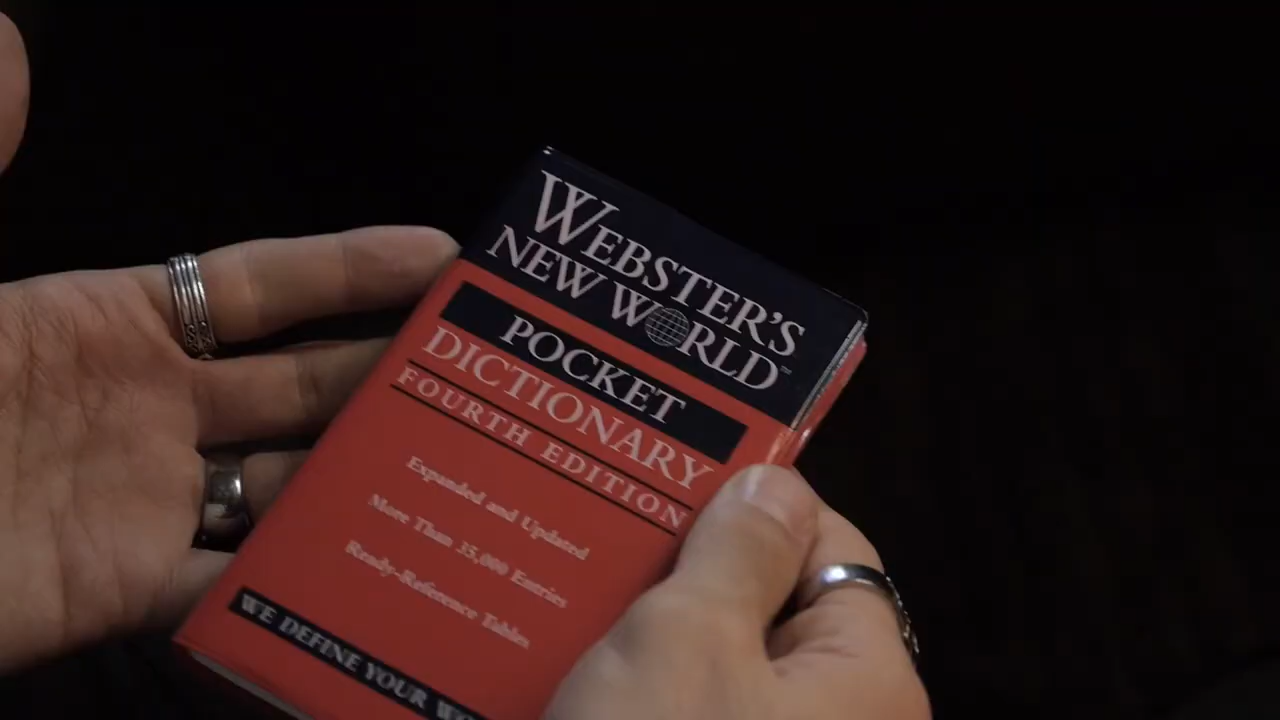 WEBSTER'S
NEW WORLD™
POCKET
DICTIONARY
FOURTH EDITION
Expanded and Updated
More Than 35,000 Entries
Ready-Reference Tables
WE DEFINE YOUR